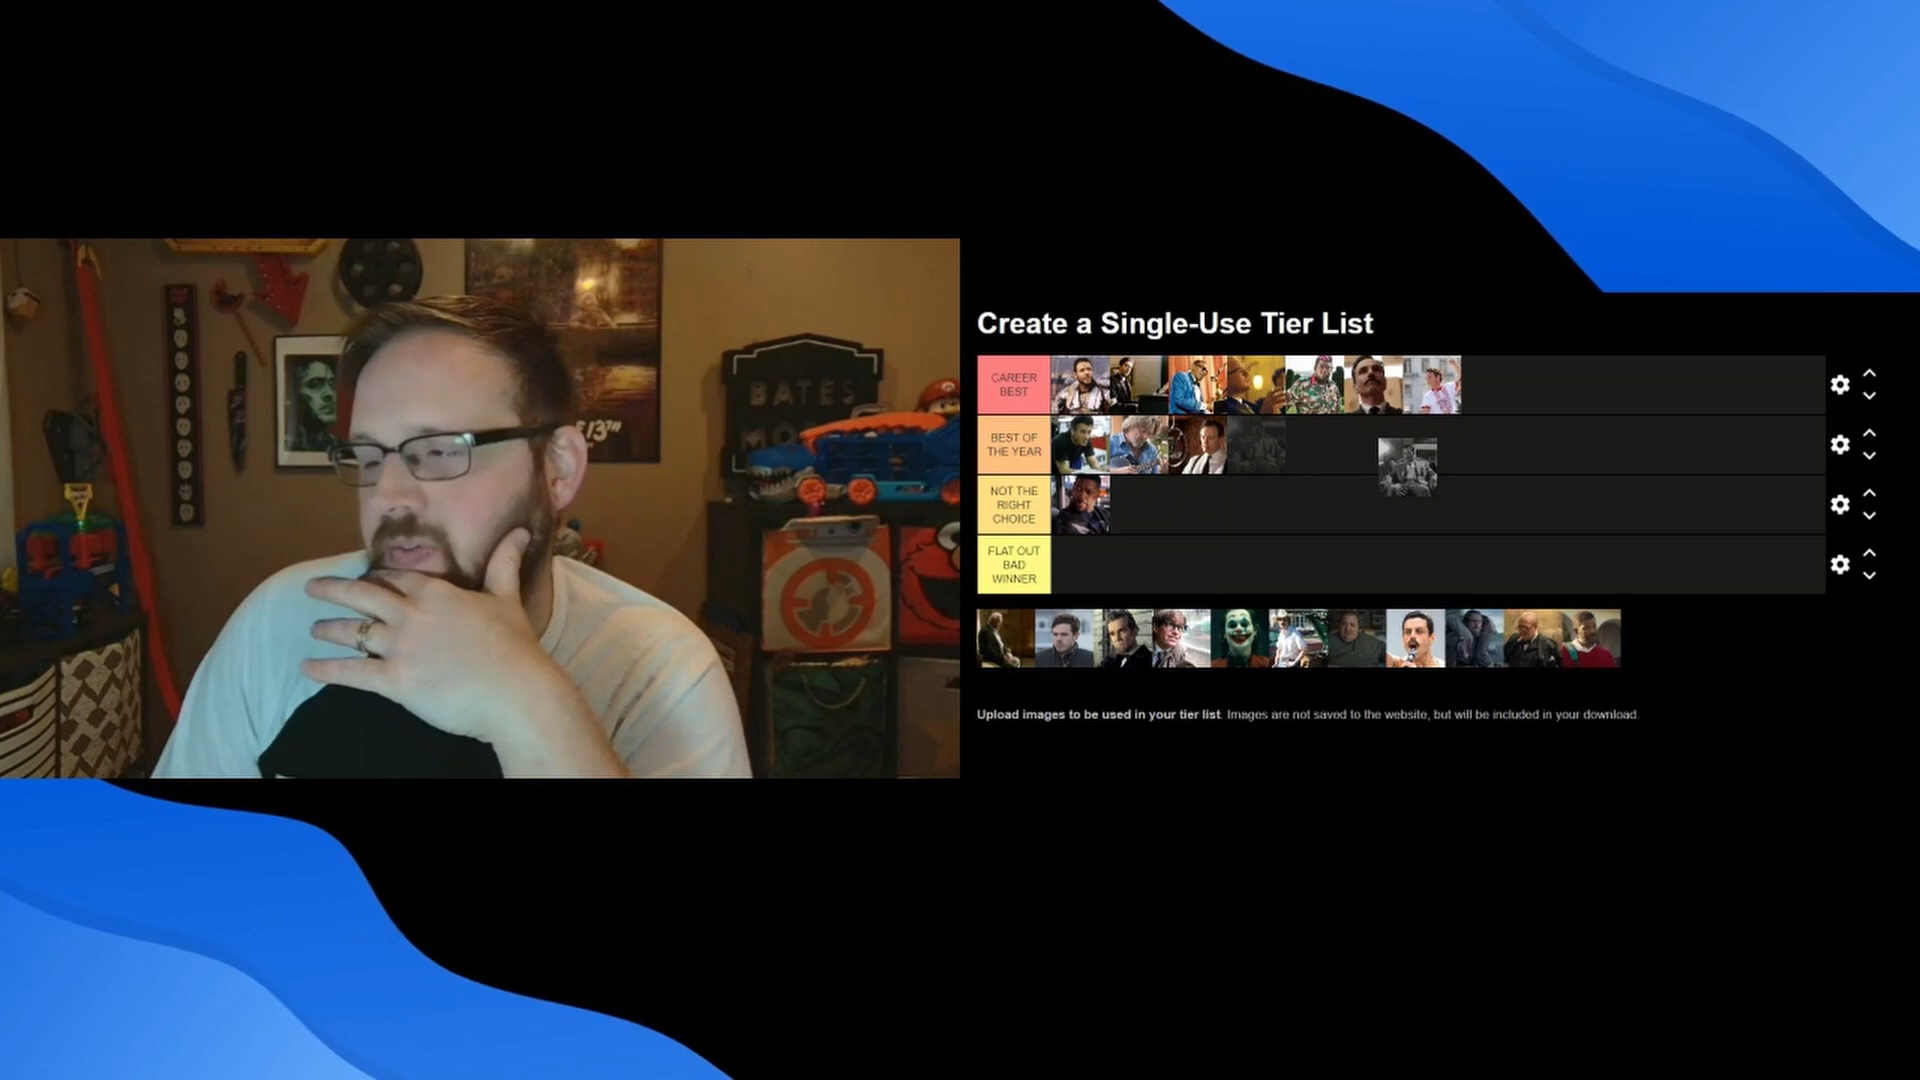 BATES
MO
F13TH
Create a Single-Use Tier List
CAREER
BEST
BEST OF
THE YEAR
NOT THE
RIGHT
CHOICE
FLAT OUT
BAD
WINNER
Upload images to be used in your tier list. Images are not saved to the website, but will be included in your download.